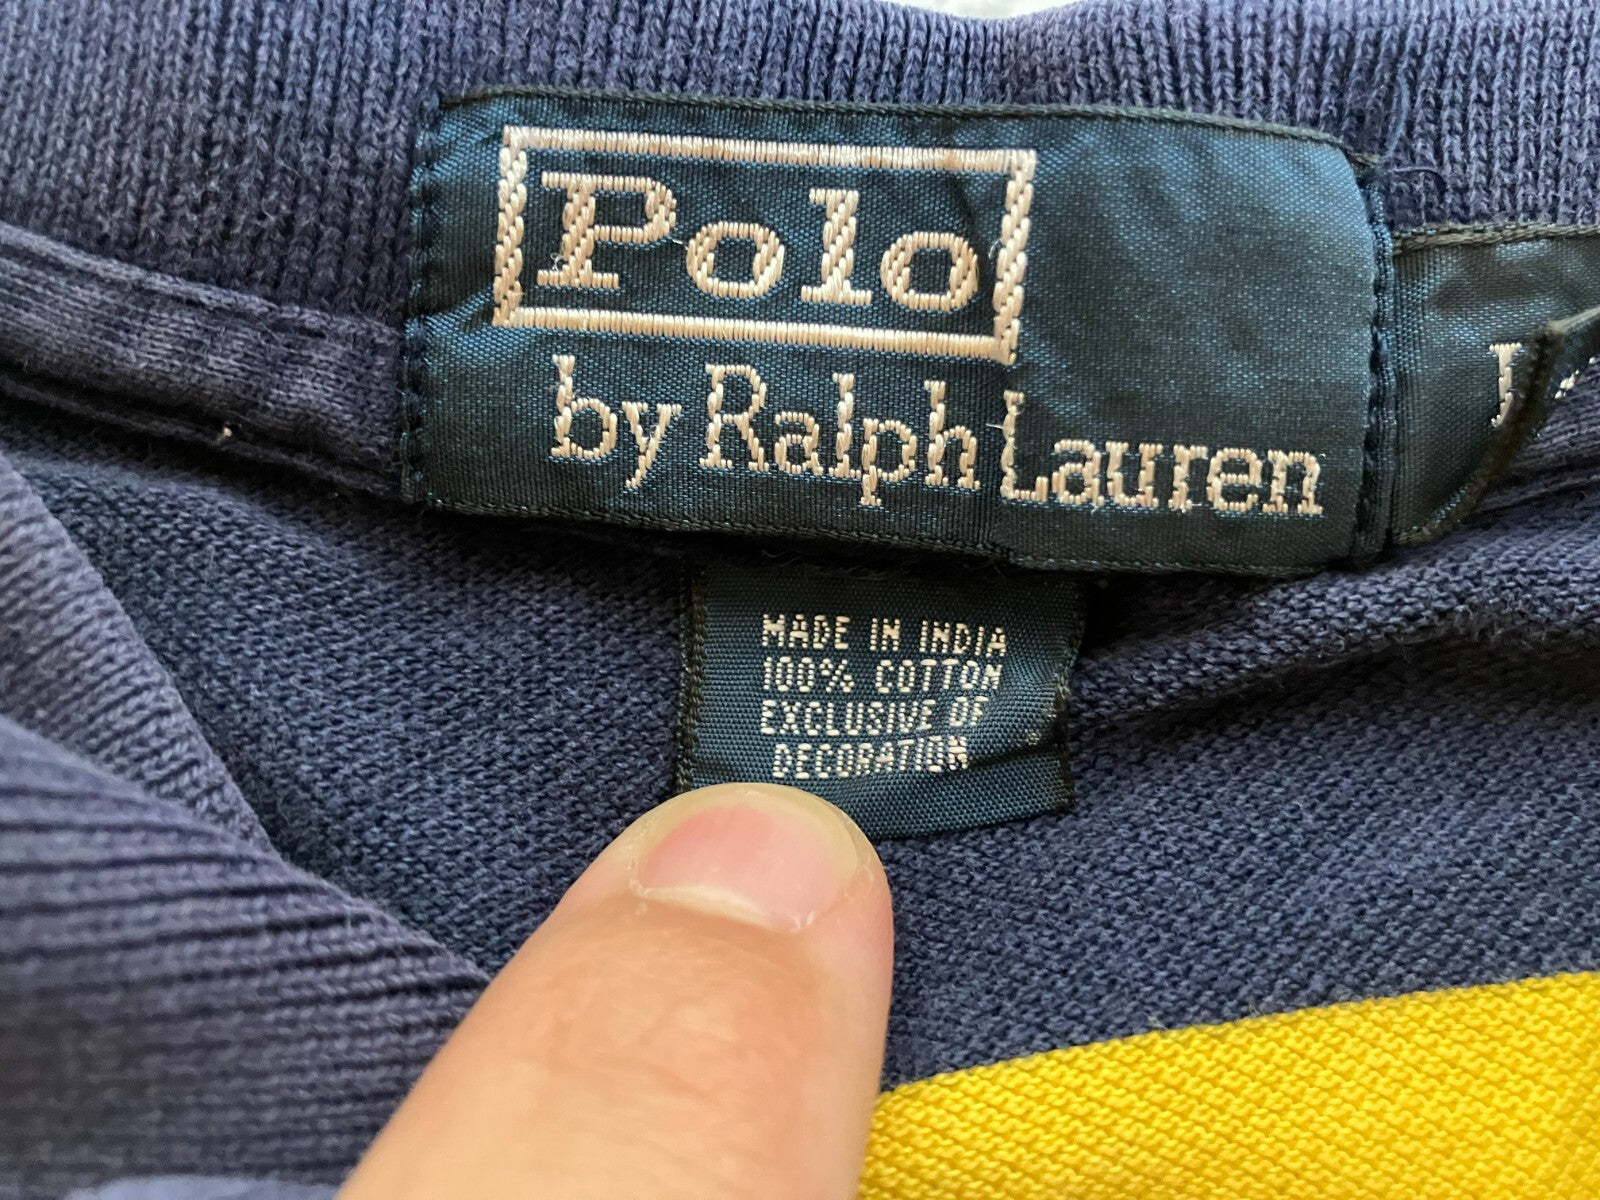 Polo
by Ralph Lauren
MADE IN INDIA
100% COTTON
EXCLUSIVE OF
DECORATION